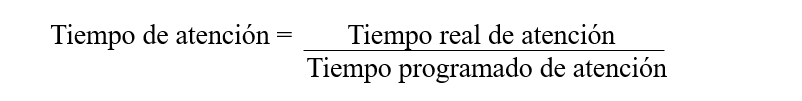 Tiempo de atención = Tiempo real de atención
Tiempo programado de atención